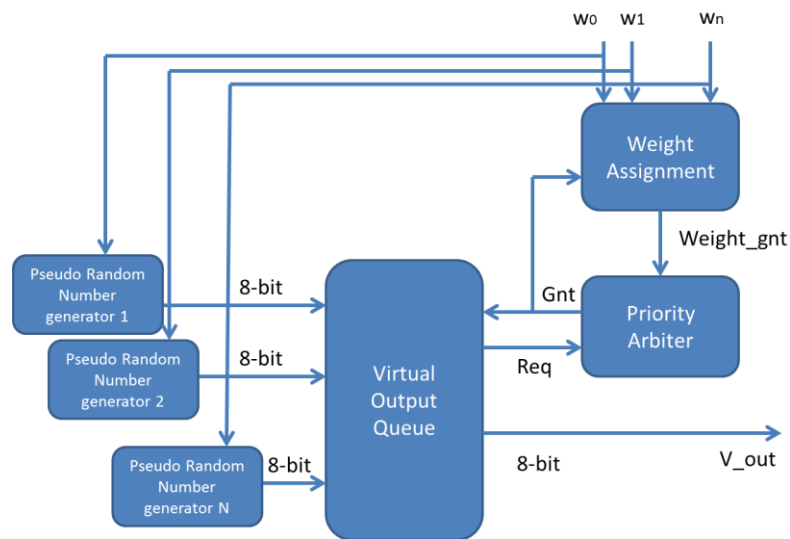 w0 w1 wn
Weight
Assignment
Weight_gnt
Pseudo Random
Number
generator 1
8-bit
Gnt
Priority
Arbiter
Pseudo Random
Number
generator 2
8-bit
Virtual
Output
Queue
Req
Pseudo Random
Number
generator N
8-bit
8-bit
V_out